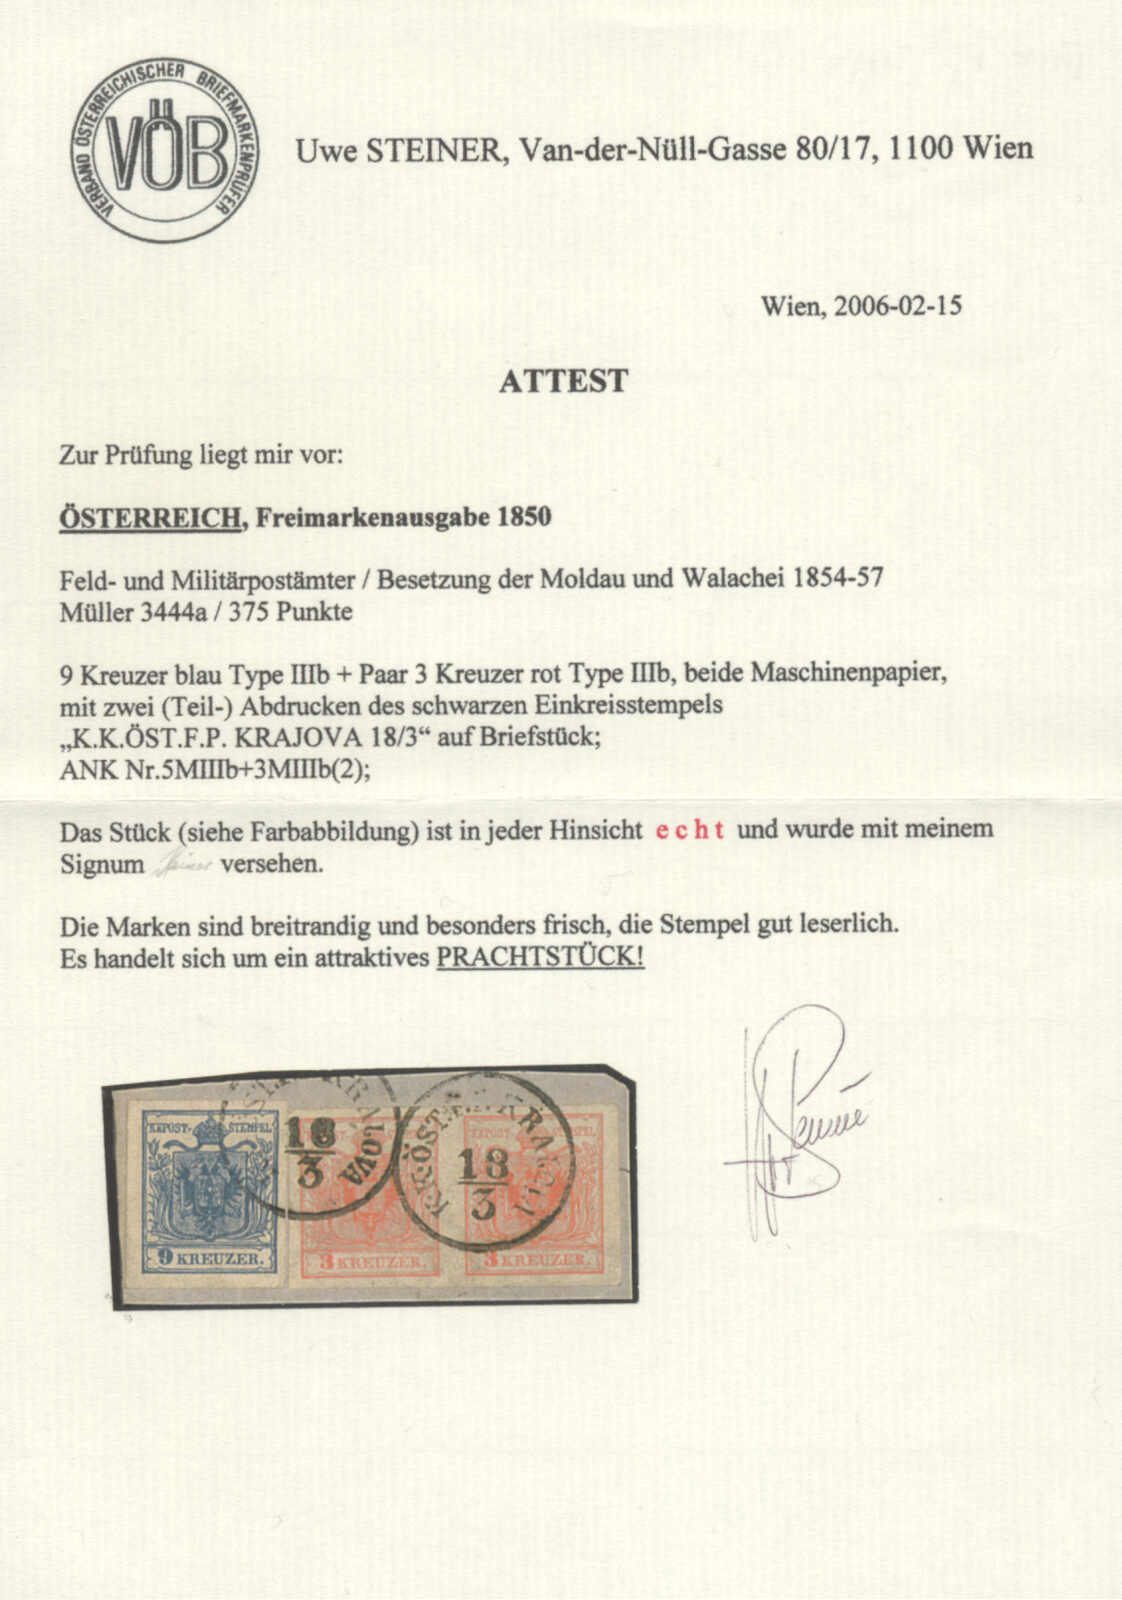 VERBAND ÖSTERREICHISCHER BRIEFMARKENPRÜFER
VÖB
Uwe STEINER, Van-der-Nüll-Gasse 80/17, 1100 Wien
Wien, 2006-02-15
ATTEST
Zur Prüfung liegt mir vor:
ÖSTERREICH, Freimarkenausgabe 1850
Feld- und Militärpostämter / Besetzung der Moldau und Walachei 1854-57
Müller 3444a / 375 Punkte
9 Kreuzer blau Type IIIb + Paar 3 Kreuzer rot Type IIIb, beide Maschinenpapier,
mit zwei (Teil-) Abdrucken des schwarzen Einkreisstempels
„K.K.ÖST.F.P. KRAJOVA 18/3“ auf Briefstück;
ANK Nr.5MIIIb+3MIIIb(2);
Das Stück (siehe Farbabbildung) ist in jeder Hinsicht echt und wurde mit meinem
Signum Steiner versehen.
Die Marken sind breitrandig und besonders frisch, die Stempel gut leserlich.
Es handelt sich um ein attraktives PRACHTSTÜCK!
KKPOST-STEMPEL
9 KREUZER.
18
3
3 KREUZER.
KKPOST-STEMPEL
18
3
3 KREUZER.